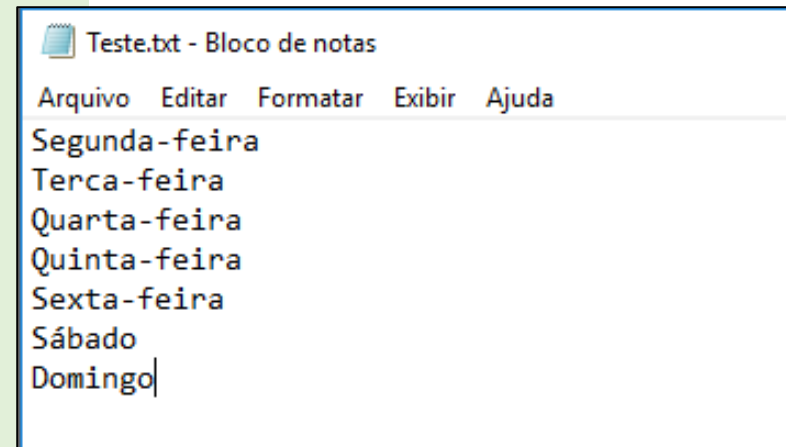 Teste.txt - Bloco de notas
Arquivo Editar Formatar Exibir Ajuda
Segunda-feira
Terca-feira
Quarta-feira
Quinta-feira
Sexta-feira
Sábado
Domingo